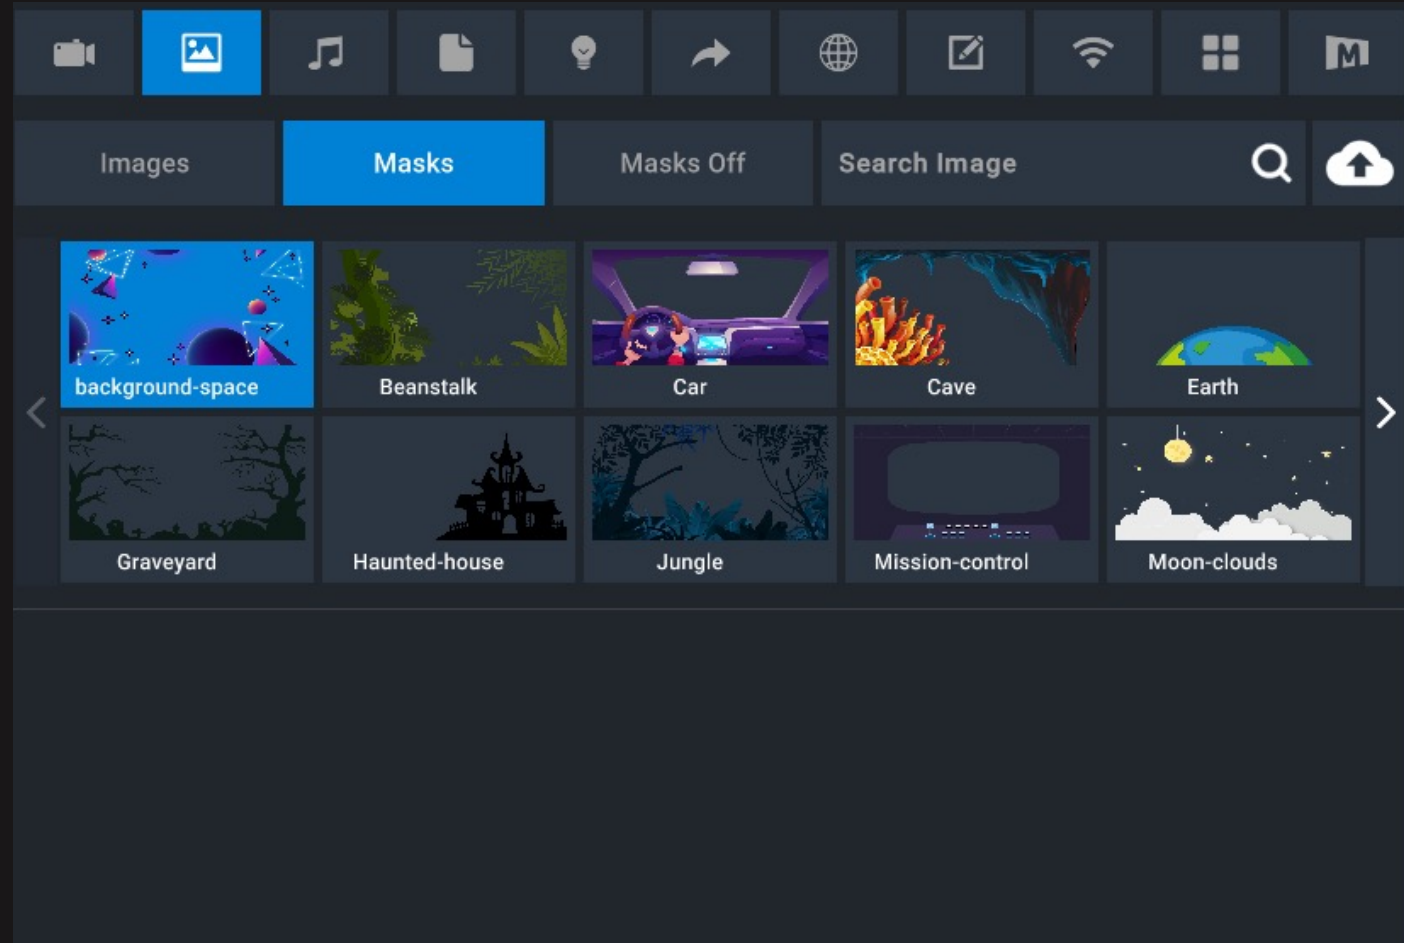 M
Images
Masks
Masks Off
Search Image
background-space
Beanstalk
Car
Cave
Earth
Graveyard
Haunted-house
Jungle
Mission-control
Moon-clouds